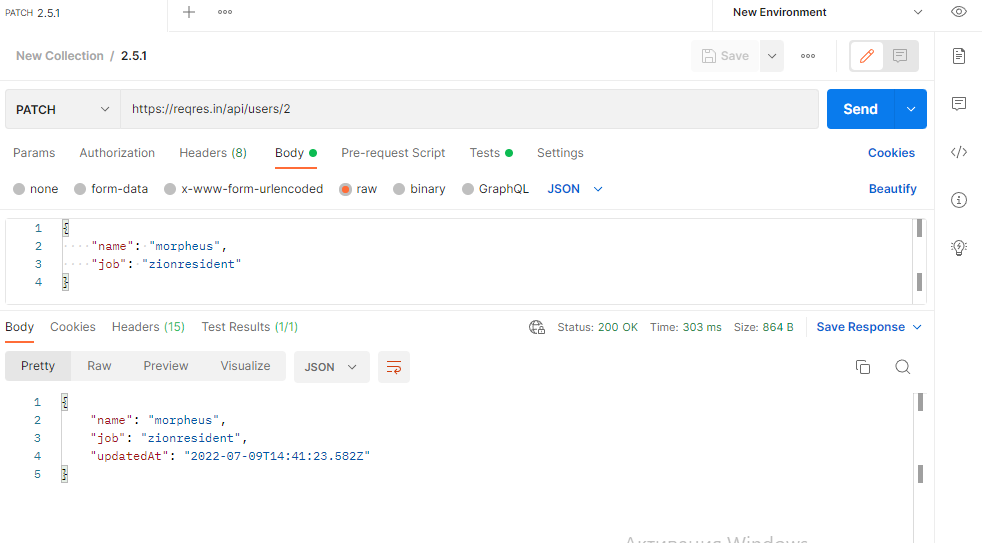 PATCH 2.5.1
New Environment
New Collection / 2.5.1
Save
PATCH
https://reqres.in/api/users/2
Send
Params Authorization Headers (8) Body Pre-request Script Tests Settings Cookies
none form-data x-www-form-urlencoded raw binary GraphQL JSON Beautify
1 {
2 "name": "morpheus",
3 "job": "zionresident"
4 }
Body Cookies Headers (15) Test Results (1/1) Status: 200 OK Time: 303 ms Size: 864 B Save Response
Pretty Raw Preview Visualize JSON
1 {
2 "name": "morpheus",
3 "job": "zionresident",
4 "updatedAt": "2022-07-09T14:41:23.582Z"
5 }
Активация Windows